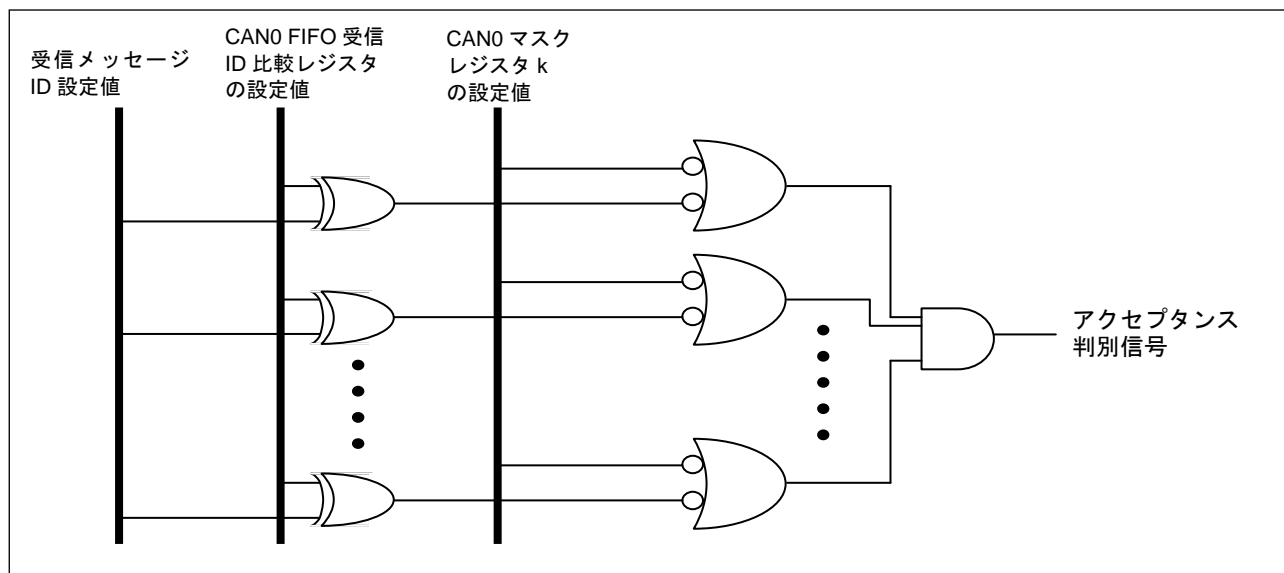 受信メッセージ
ID 設定値
CAN0 FIFO 受信
ID 比較レジスタ
の設定値
CAN0 マスク
レジスタ k
の設定値
アクセプタンス
判別信号